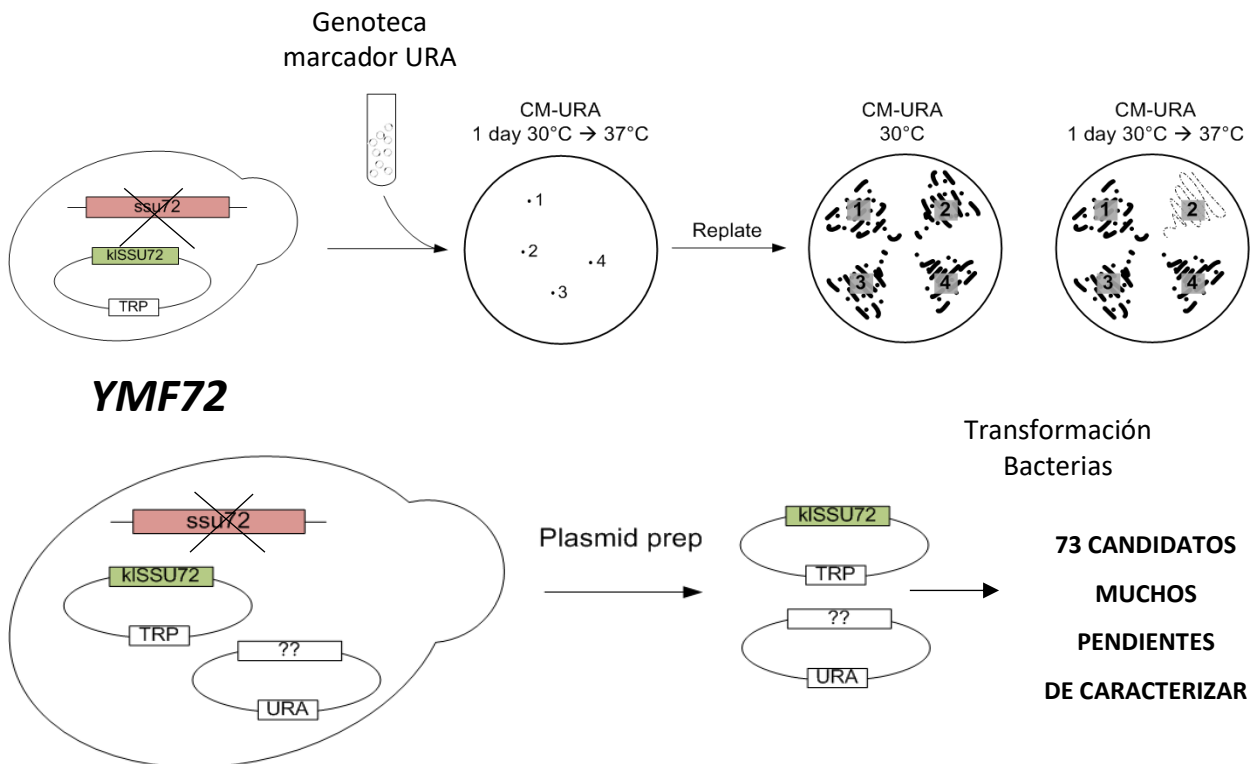 Genoteca
marcador URA
CM-URA
1 day 30°C → 37°C
CM-URA
30°C
CM-URA
1 day 30°C → 37°C
ssu72
klSSU72
TRP
1
2
4
3
Replate
1
2
3
4
1
2
3
4
YMF72
Transformación
Bacterias
ssu72
klSSU72
TRP
??
URA
Plasmid prep
klSSU72
TRP
??
URA
73 CANDIDATOS
MUCHOS
PENDIENTES
DE CARACTERIZAR